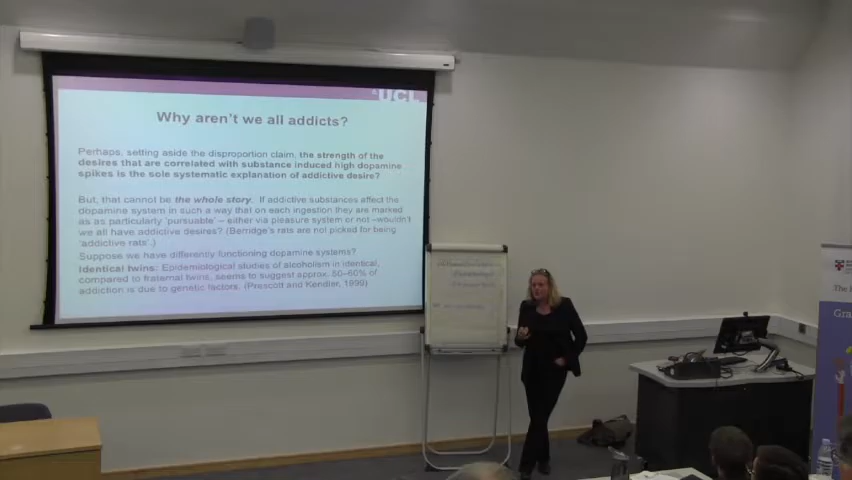 UCL
Why aren't we all addicts?
Perhaps, setting aside the disproportion claim, the strength of the
desires that are correlated with substance induced high dopamine
spikes is the sole systematic explanation of addictive desire?
But, that cannot be the whole story. If addictive substances affect the
dopamine system in such a way that on each ingestion they are marked
as as particularly 'pursuable' – either via pleasure system or not –wouldn't
we all have addictive desires? (Berridge's rats are not picked for being
'addictive rats'.)
Suppose we have differently functioning dopamine systems?
Identical twins: Epidemiological studies of alcoholism in identical,
compared to fraternal twins, seems to suggest approx. 50–60% of
addiction is due to genetic factors. (Prescott and Kendler, 1999)
The
Gra